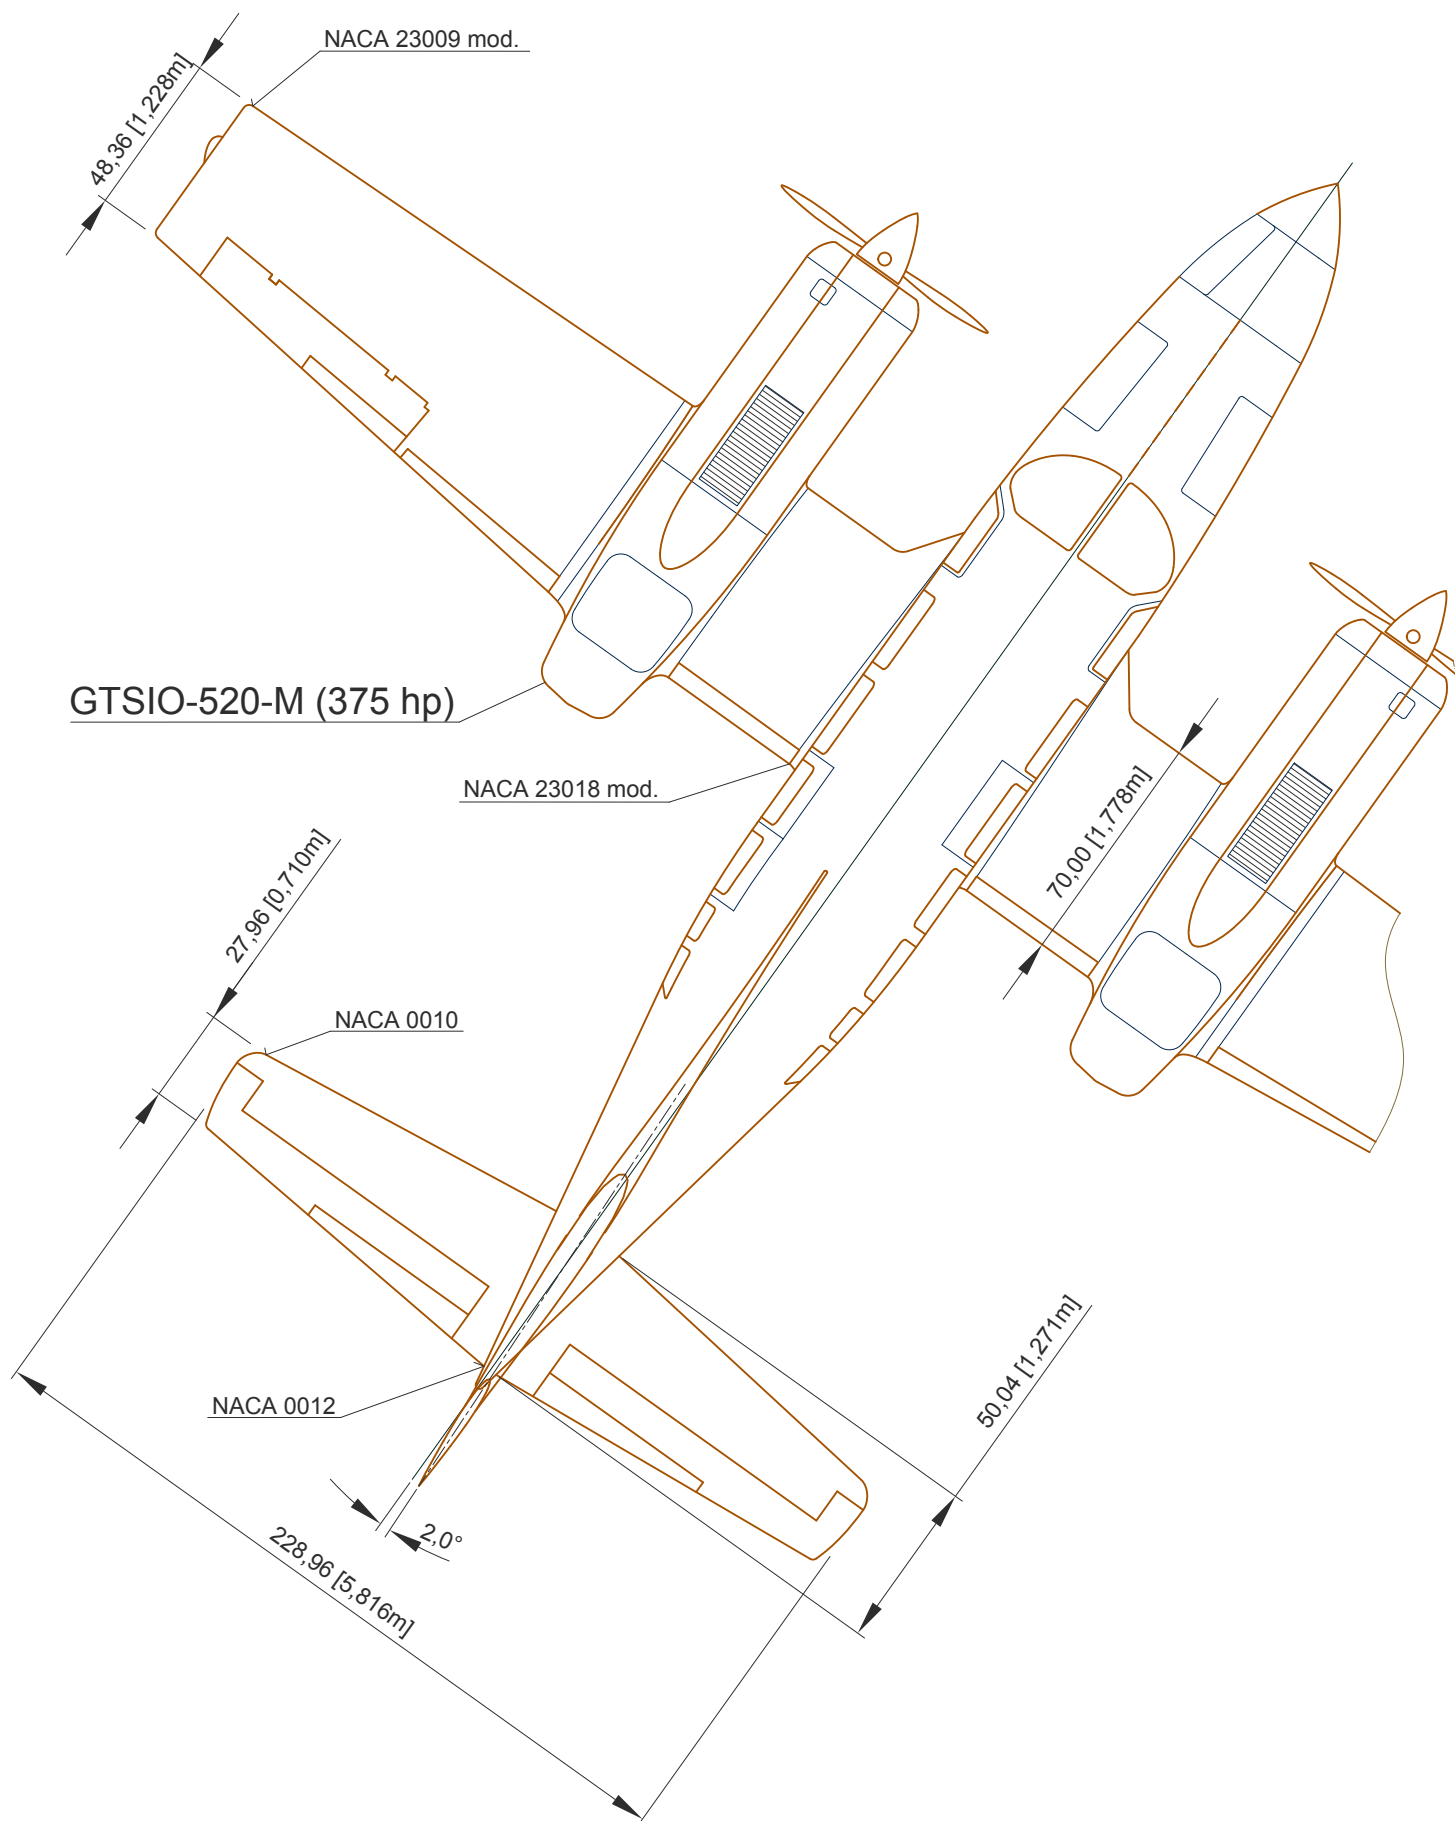 NACA 23009 mod.
48,36 [1,228m]
GTSIO-520-M (375 hp)
NACA 23018 mod.
70,00 [1,778m]
27,96 [0,710m]
NACA 0010
50,04 [1,271m]
NACA 0012
2,0°
228,96 [5,816m]